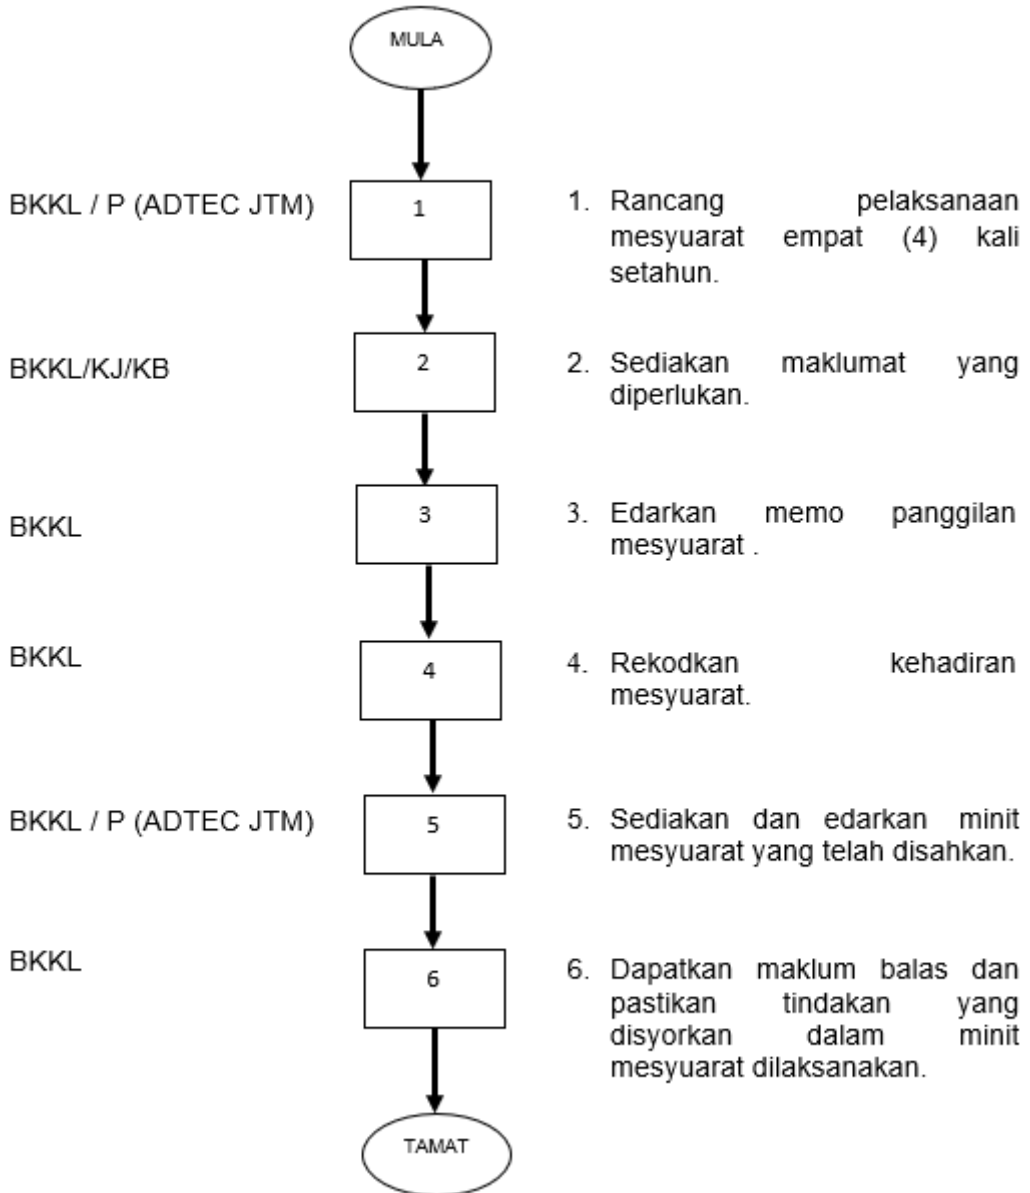 MULA
BKKL / P (ADTEC JTM)
1
1. Rancang pelaksanaan
mesyuarat empat (4) kali
setahun.
BKKL/KJ/KB
2
2. Sediakan maklumat yang
diperlukan.
BKKL
3
3. Edarkan memo panggilan
mesyuarat .
BKKL
4
4. Rekodkan kehadiran
mesyuarat.
BKKL / P (ADTEC JTM)
5
5. Sediakan dan edarkan minit
mesyuarat yang telah disahkan.
BKKL
6
6. Dapatkan maklum balas dan
pastikan tindakan yang
disyorkan dalam minit
mesyuarat dilaksanakan.
TAMAT